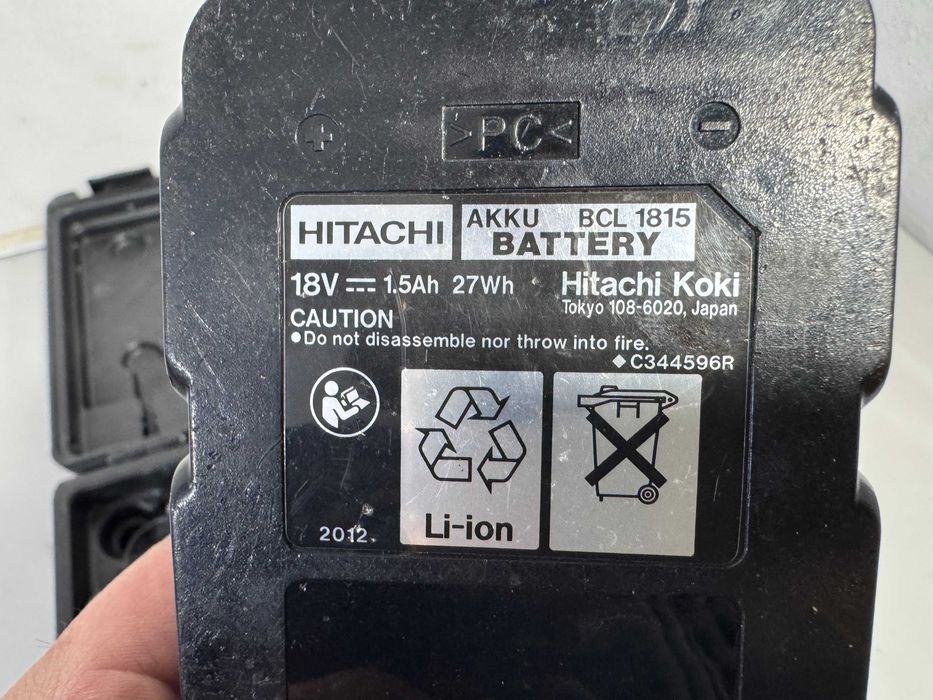 + >PC< −
HITACHI
AKKU BCL 1815
BATTERY
18V ⎓ 1.5Ah 27Wh
Hitachi Koki
Tokyo 108-6020, Japan
CAUTION
●Do not disassemble nor throw into fire.
◆C344596R
2012
Li-ion